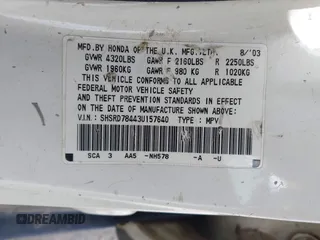 MFD.BY HONDA OF THE U.K. MFG.,LTD. 8/'03
GVWR 4320LBS GAWR F 2160LBS R 2250LBS
GVWR 1960KG GAWR F 980 KG R 1020KG
THIS VEHICLE CONFORMS TO ALL APPLICABLE
FEDERAL MOTOR VEHICLE SAFETY AND
THEFT PREVENTION STANDARDS IN EFFECT ON
THE DATE OF MANUFACTURE SHOWN ABOVE.
V.I.N.: SHSRD78443U157640 TYPE: MPV
SCA 3 AA5 -NH578 -A -U
DREAMBID